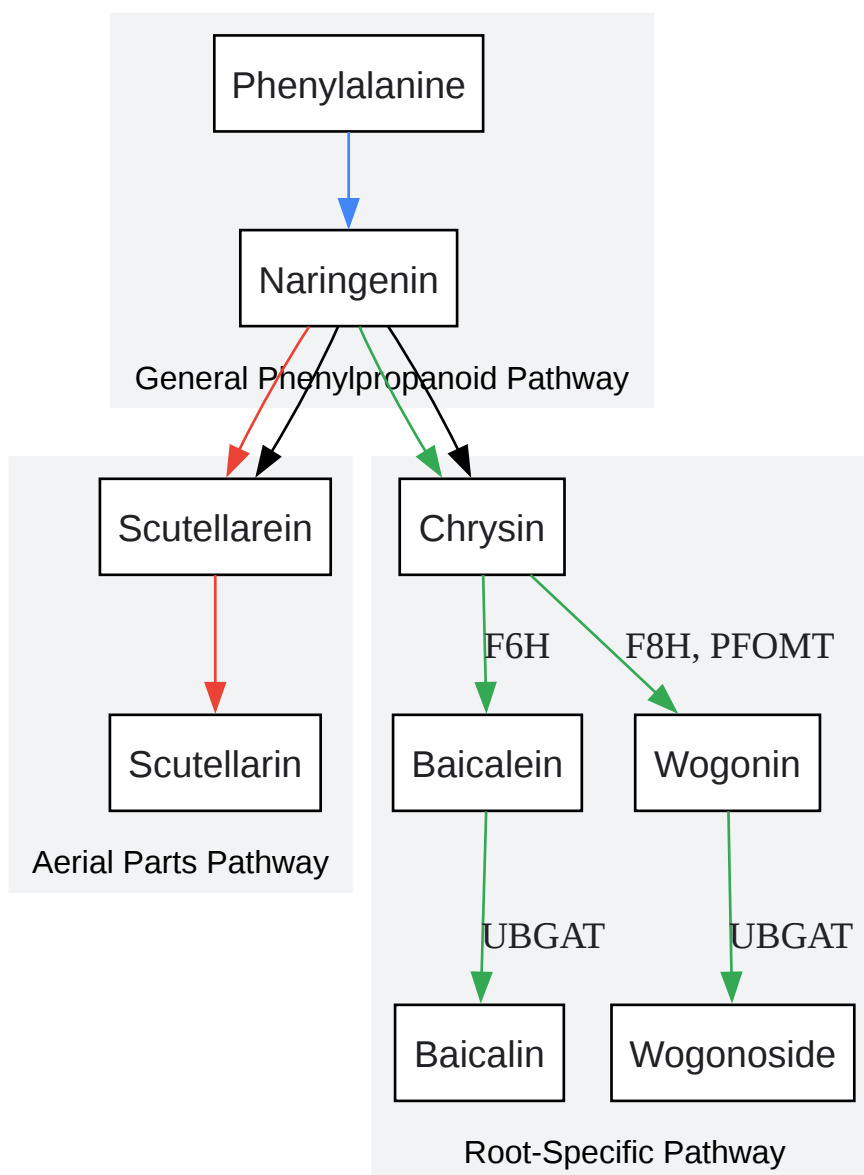 Phenylalanine
Naringenin
General Phenylpropanoid Pathway
Scutellarein
Chrysin
F6H
F8H, PFOMT
Scutellarin
Baicalein
Wogonin
Aerial Parts Pathway
UBGAT
UBGAT
Baicalin
Wogonoside
Root-Specific Pathway